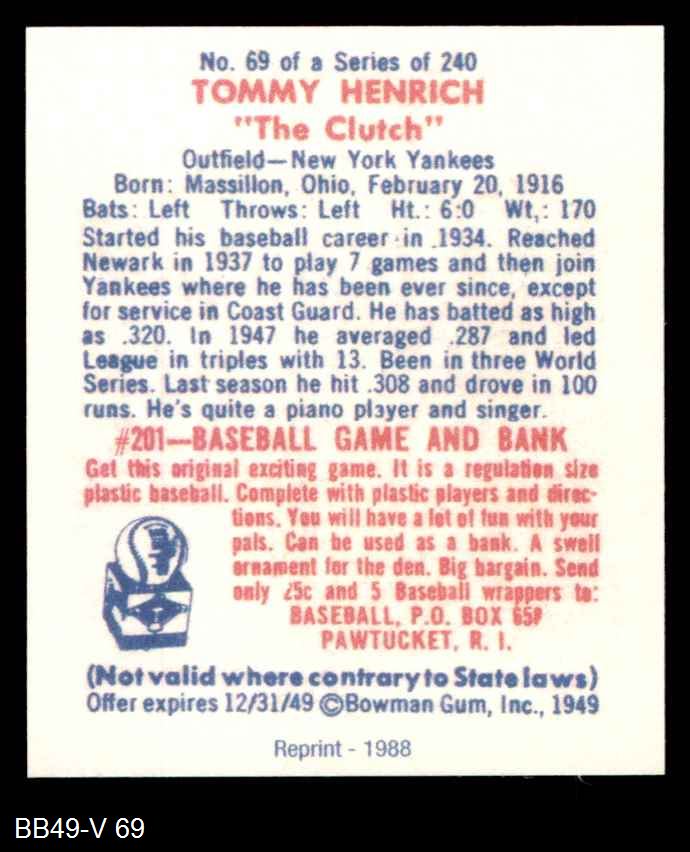 No. 69 of a Series of 240
TOMMY HENRICH
"The Clutch"
Outfield—New York Yankees
Born: Massillon, Ohio, February 20, 1916
Bats: Left Throws: Left Ht.: 6:0 Wt,: 170
Started his baseball career in 1934. Reached
Newark in 1937 to play 7 games and then join
Yankees where he has been ever since, except
for service in Coast Guard. He has batted as high
as .320. In 1947 he averaged .287 and led
League in triples with 13. Been in three World
Series. Last season he hit .308 and drove in 100
runs. He's quite a piano player and singer.
#201—BASEBALL GAME AND BANK
Get this original exciting game. It is a regulation size
plastic baseball. Complete with plastic players and direc-
tions. You will have a lot of fun with your
pals. Can be used as a bank. A swell
ornament for the den. Big bargain. Send
only 25c and 5 Baseball wrappers to:
BASEBALL, P.O. BOX
PAWTUCKET, R. I.
(Not valid where contrary to State laws)
Offer expires 12/31/49 ©Bowman Gum, Inc., 1949
Reprint - 1988
BB49-V 69